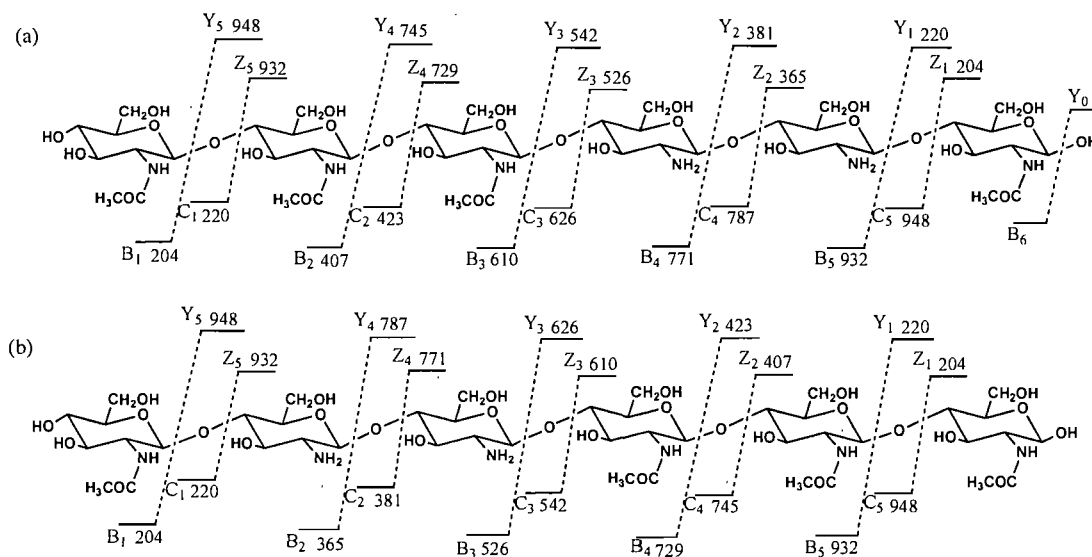 (a)
Y5 948 Y4 745 Y3 542 Y2 381 Y1 220
Z5 932 Z4 729 Z3 526 Z2 365 Z1 204 Y0
CH2OH CH2OH CH2OH CH2OH CH2OH CH2OH
HO O O O O O O O O O O O OH
HO HO HO HO HO HO
NH NH NH NH2 NH2 NH
H3COC H3COC H3COC H3COC
C1 220 C2 423 C3 626 C4 787 C5 948
B1 204 B2 407 B3 610 B4 771 B5 932 B6
(b)
Y5 948 Y4 787 Y3 626 Y2 423 Y1 220
Z5 932 Z4 771 Z3 610 Z2 407 Z1 204
CH2OH CH2OH CH2OH CH2OH CH2OH CH2OH
HO O O O O O O O O O O O OH
HO HO HO HO HO HO
NH NH2 NH2 NH NH NH
H3COC H3COC H3COC H3COC
C1 220 C2 381 C3 542 C4 745 C5 948
B1 204 B2 365 B3 526 B4 729 B5 932